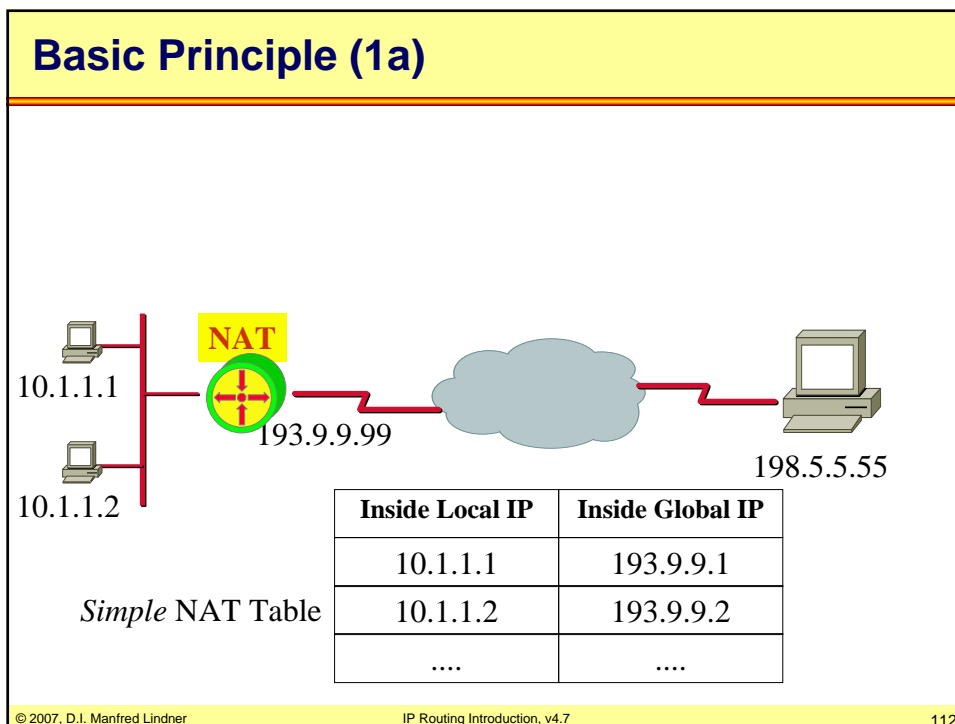 Basic Principle (1a)
NAT
10.1.1.1
193.9.9.99
198.5.5.55
10.1.1.2
Inside Local IP Inside Global IP
10.1.1.1 193.9.9.1
Simple NAT Table 10.1.1.2 193.9.9.2
.... ....
© 2007, D.I. Manfred Lindner IP Routing Introduction, v4.7 112